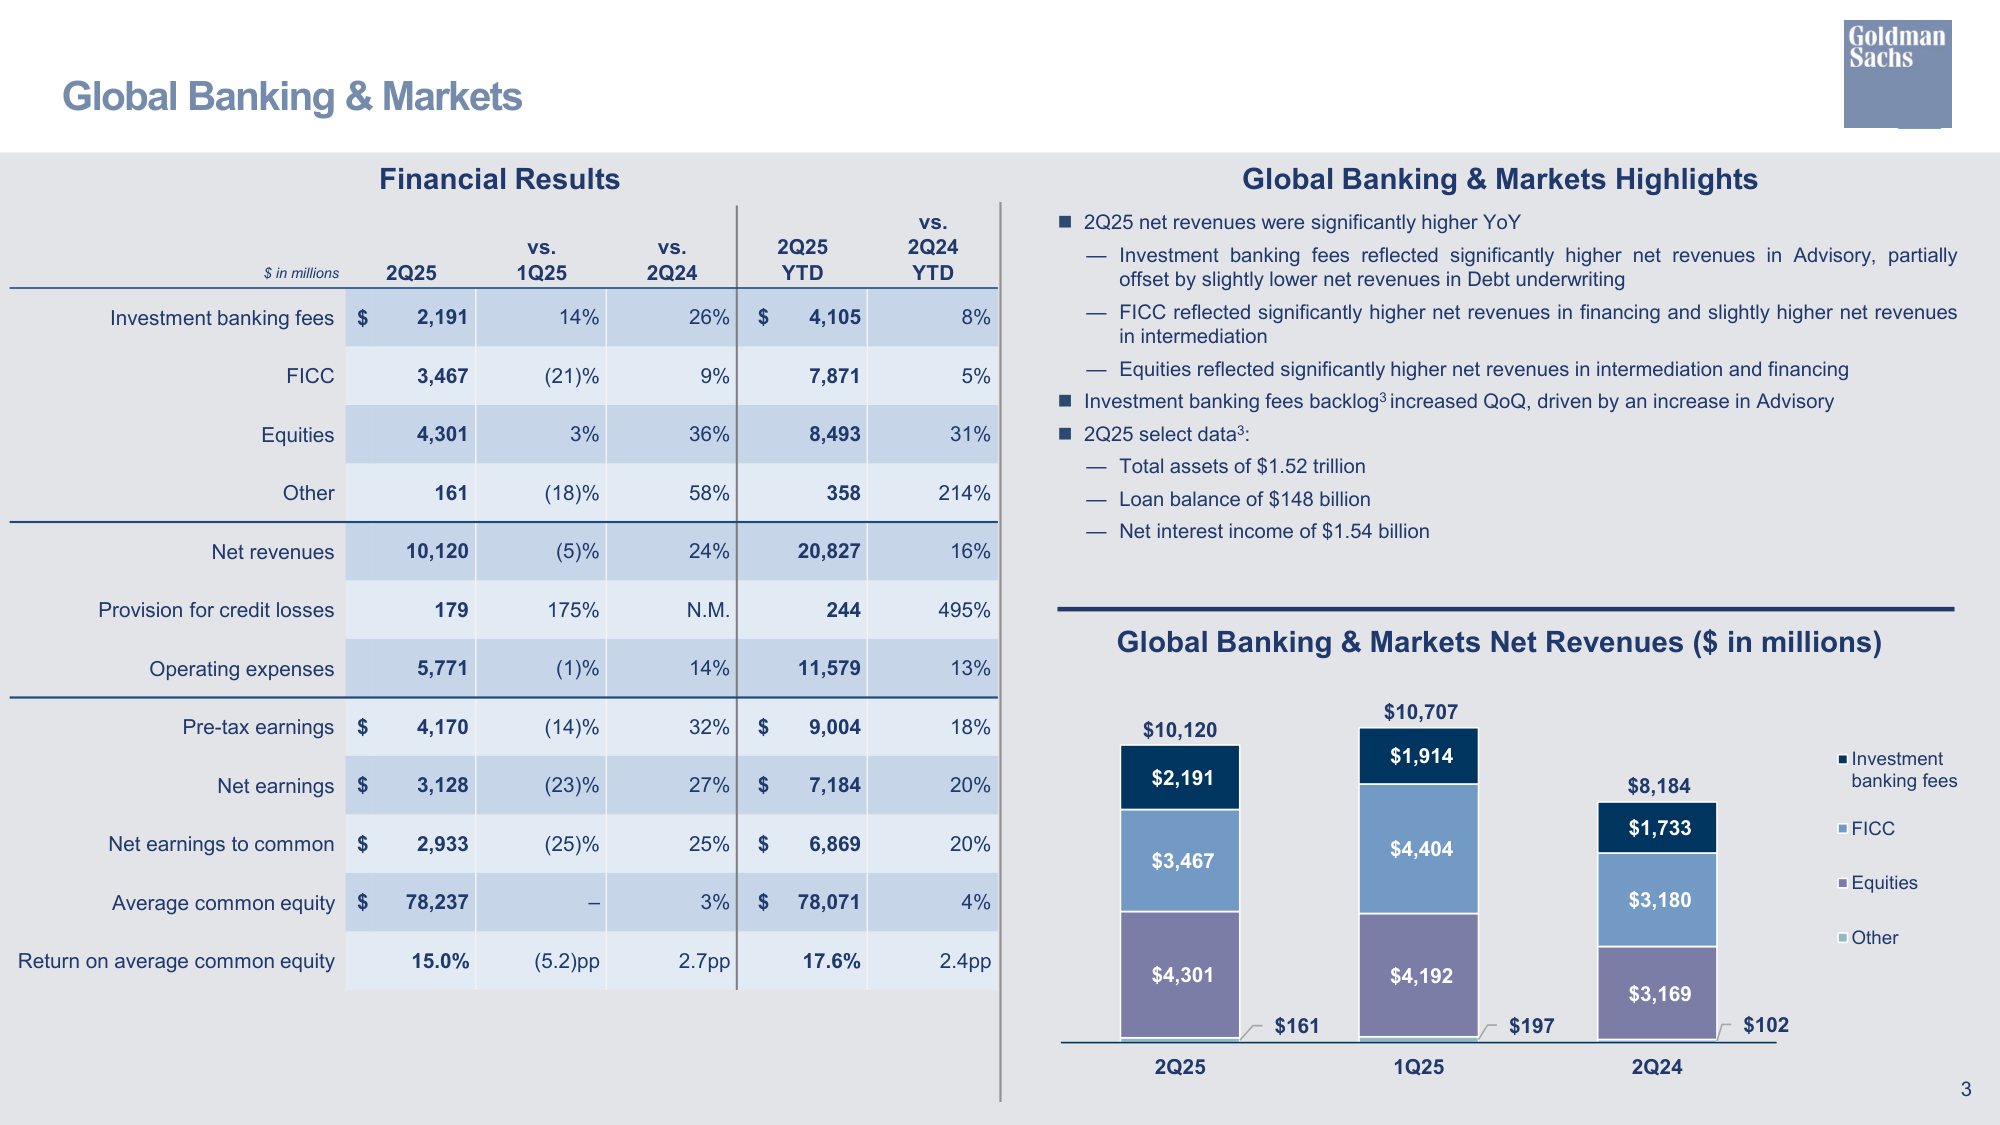 Goldman
Sachs
Global Banking & Markets
Financial Results
$ in millions 2Q25 vs. 1Q25 vs. 2Q24 2Q25 YTD vs. 2Q24 YTD
Investment banking fees $ 2,191 14% 26% $ 4,105 8%
FICC 3,467 (21)% 9% 7,871 5%
Equities 4,301 3% 36% 8,493 31%
Other 161 (18)% 58% 358 214%
Net revenues 10,120 (5)% 24% 20,827 16%
Provision for credit losses 179 175% N.M. 244 495%
Operating expenses 5,771 (1)% 14% 11,579 13%
Pre-tax earnings $ 4,170 (14)% 32% $ 9,004 18%
Net earnings $ 3,128 (23)% 27% $ 7,184 20%
Net earnings to common $ 2,933 (25)% 25% $ 6,869 20%
Average common equity $ 78,237 – 3% $ 78,071 4%
Return on average common equity 15.0% (5.2)pp 2.7pp 17.6% 2.4pp
Global Banking & Markets Highlights
■ 2Q25 net revenues were significantly higher YoY
— Investment banking fees reflected significantly higher net revenues in Advisory, partially
offset by slightly lower net revenues in Debt underwriting
— FICC reflected significantly higher net revenues in financing and slightly higher net revenues
in intermediation
— Equities reflected significantly higher net revenues in intermediation and financing
■ Investment banking fees backlog³ increased QoQ, driven by an increase in Advisory
■ 2Q25 select data³:
— Total assets of $1.52 trillion
— Loan balance of $148 billion
— Net interest income of $1.54 billion
Global Banking & Markets Net Revenues ($ in millions)
$10,120
$2,191
$3,467
$4,301
$161
2Q25
$10,707
$1,914
$4,404
$4,192
$197
1Q25
$8,184
$1,733
$3,180
$3,169
$102
2Q24
Investment
banking fees
FICC
Equities
Other
3